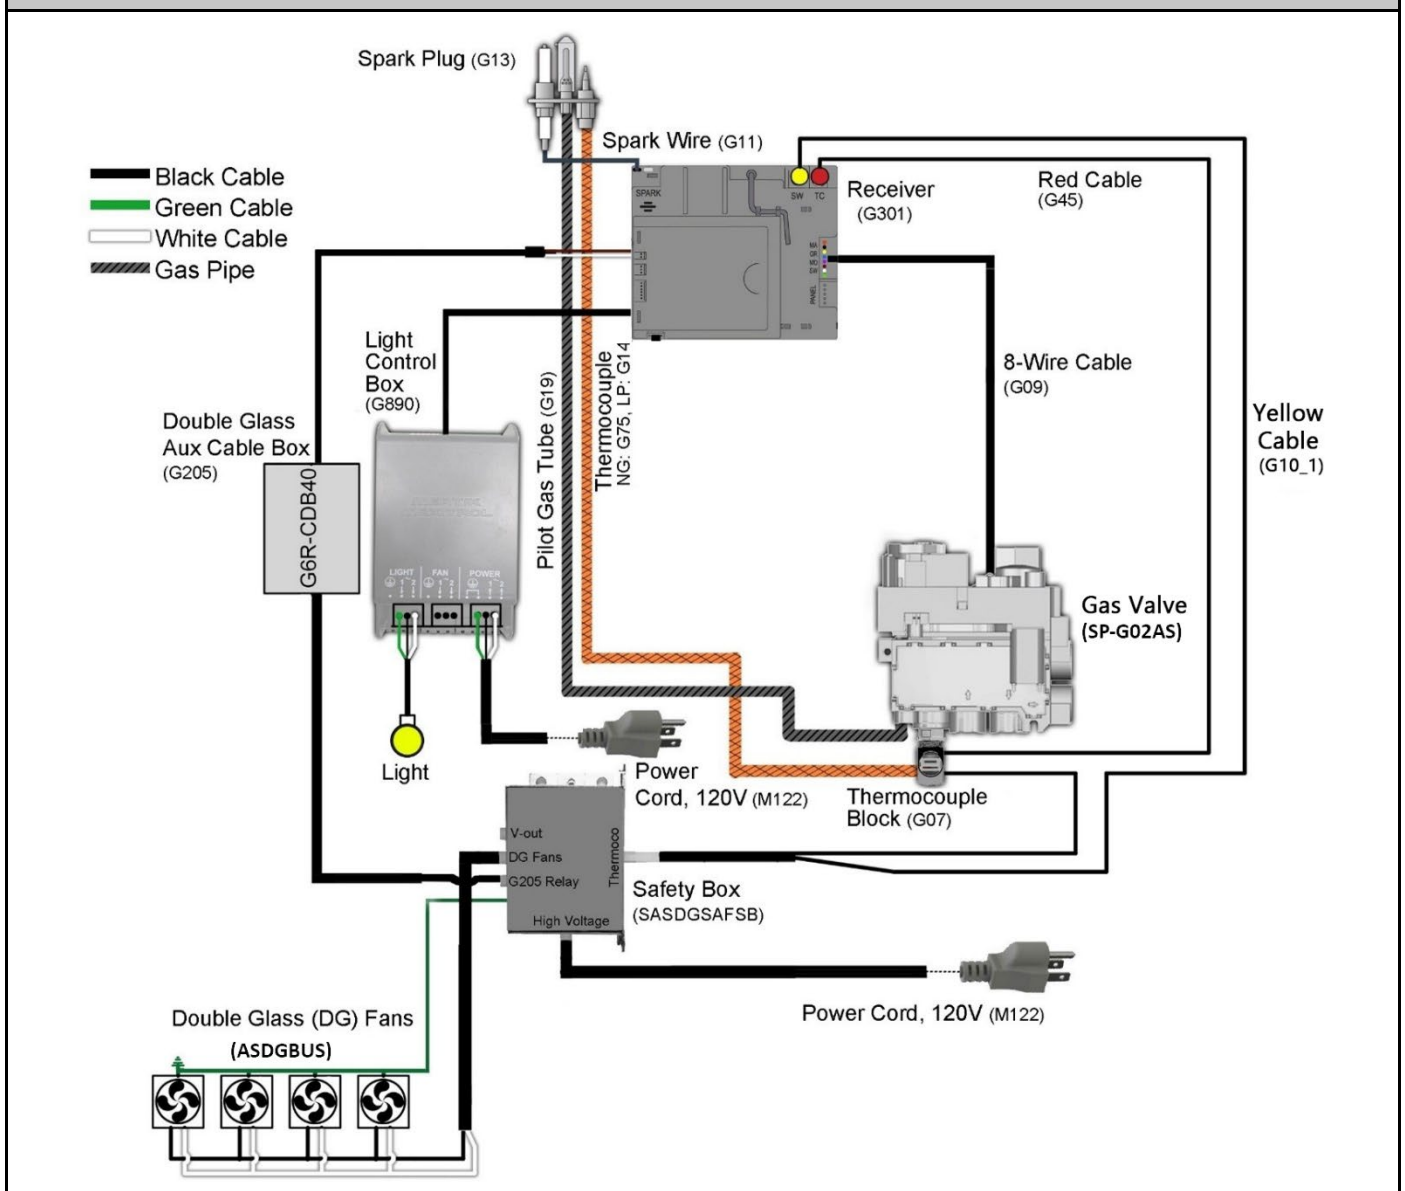 Spark Plug (G13)
Spark Wire (G11)
Black Cable
Green Cable
White Cable
Gas Pipe
SPARK
SW TC
Receiver
(G301)
Red Cable
(G45)
PANEL
Light
Control
Box
(G890)
Double Glass
Aux Cable Box
(G205)
G6R-CDB40
Pilot Gas Tube (G19)
Thermocouple
NG: G75, LP: G14
8-Wire Cable
(G09)
Yellow
Cable
(G10_1)
LIGHT FAN POWER
Gas Valve
(SP-G02AS)
Light
Power
Cord, 120V (M122)
Thermocouple
Block (G07)
V-out
DG Fans
G205 Relay
Thermoco
High Voltage
Safety Box
(SASDGSAFSB)
Power Cord, 120V (M122)
Double Glass (DG) Fans
(ASDGBUS)